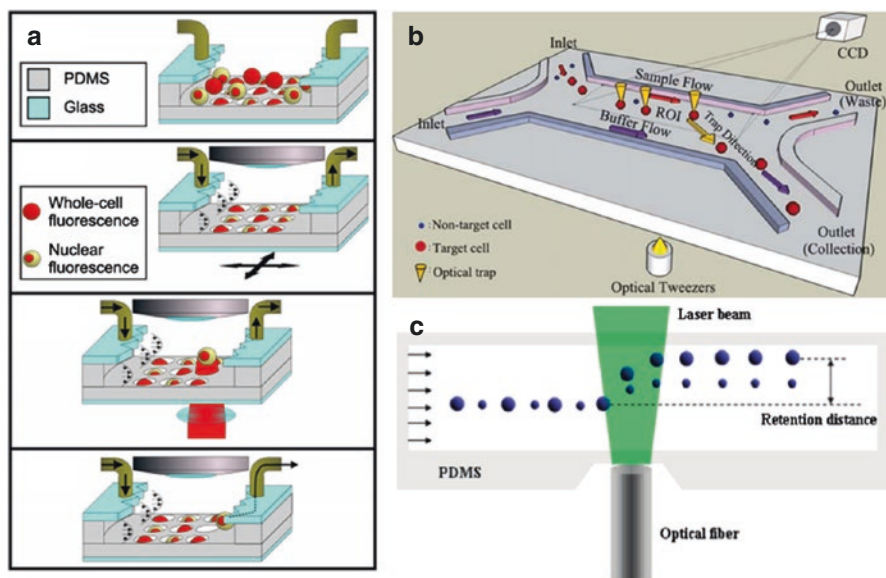 a
PDMS
Glass
Whole-cell
fluorescence
Nuclear
fluorescence
b
CCD
Inlet
Sample Flow
Outlet
(Waste)
ROI
Trap Direction
Inlet
Buffer Flow
Non-target cell
Target cell
: Optical trap
Outlet
(Collection)
Optical Tweezers
c
Laser beam
Retention distance
PDMS
Optical fiber